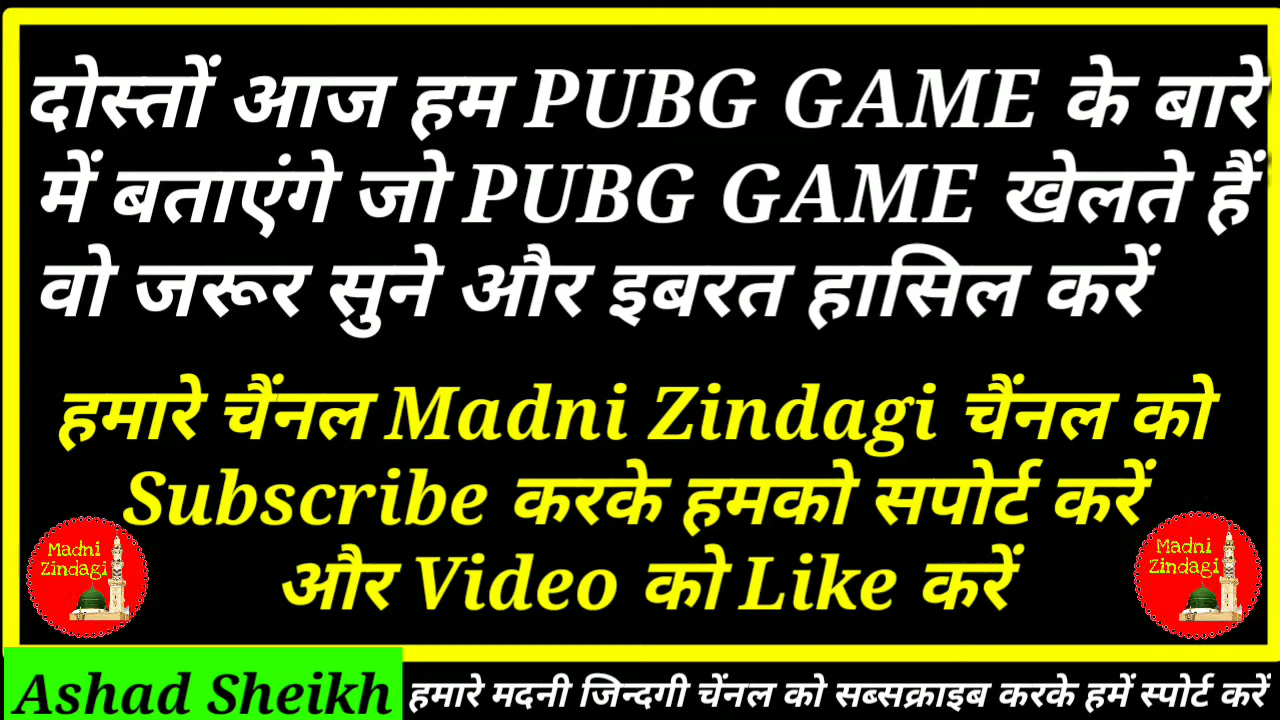 दोस्तों आज हम PUBG GAME के बारे
में बताएंगे जो PUBG GAME खेलते हैं
वो जरूर सुने और इबरत हासिल करें
हमारे चैंनल Madni Zindagi चैंनल को
Subscribe करके हमको सपोर्ट करें
और Video को Like करें
Madni
Zindagi
Madni
Zindagi
Ashad Sheikh
हमारे मदनी जिन्दगी चेंनल को सब्सक्राइब करके हमें स्पोर्ट करें